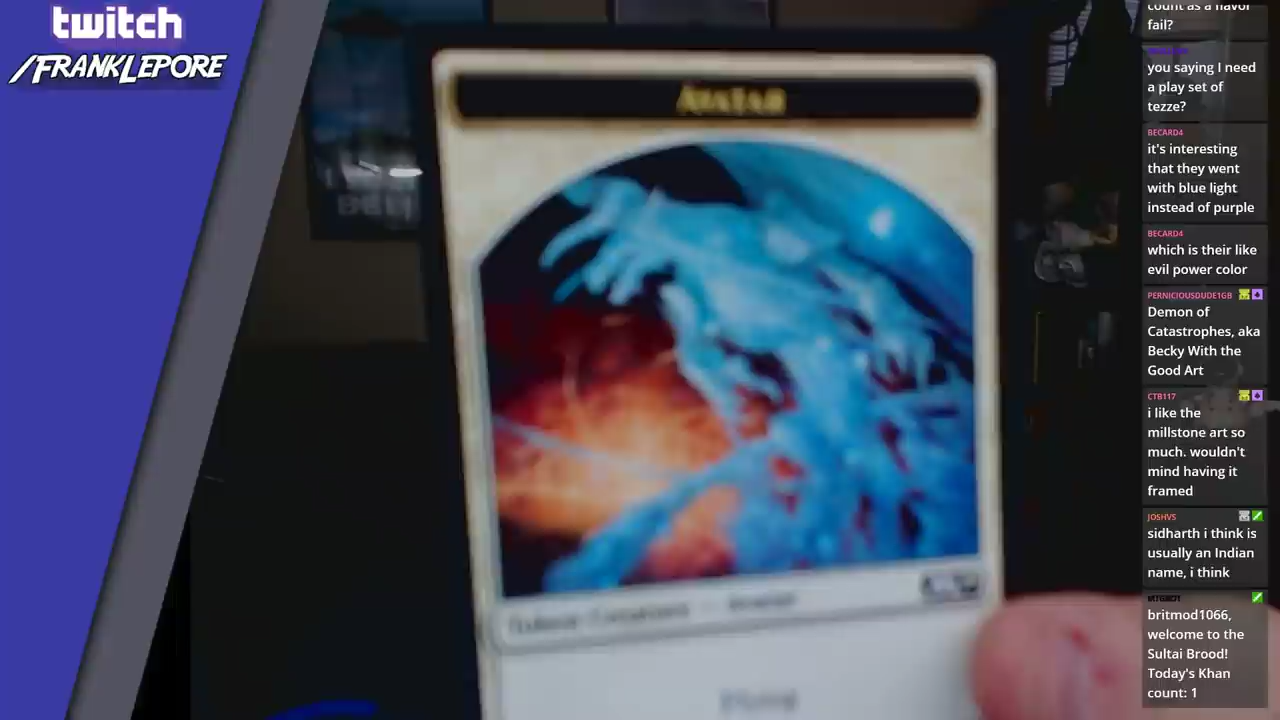 twitch
/FRANKLEPORE
AVATAR
fail?
you saying I need
a play set of
tezze?
BECARD4
it's interesting
that they went
with blue light
instead of purple
BECARD4
which is their like
evil power color
PERNICIOUSDUDE1GB
Demon of
Catastrophes, aka
Becky With the
Good Art
CTB117
i like the
millstone art so
much. wouldn't
mind having it
framed
JOSHVS
sidharth i think is
usually an Indian
name, i think
britmod1066,
welcome to the
Sultai Brood!
Today's Khan
count: 1